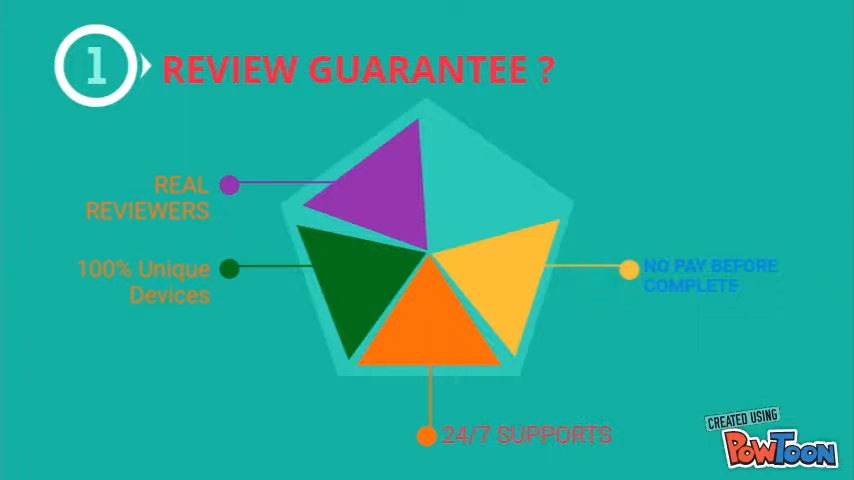 1
REVIEW GUARANTEE ?
REAL
REVIEWERS
100% Unique
Devices
NO PAY BEFORE
COMPLETE
24/7 SUPPORTS
CREATED USING
POWTOON